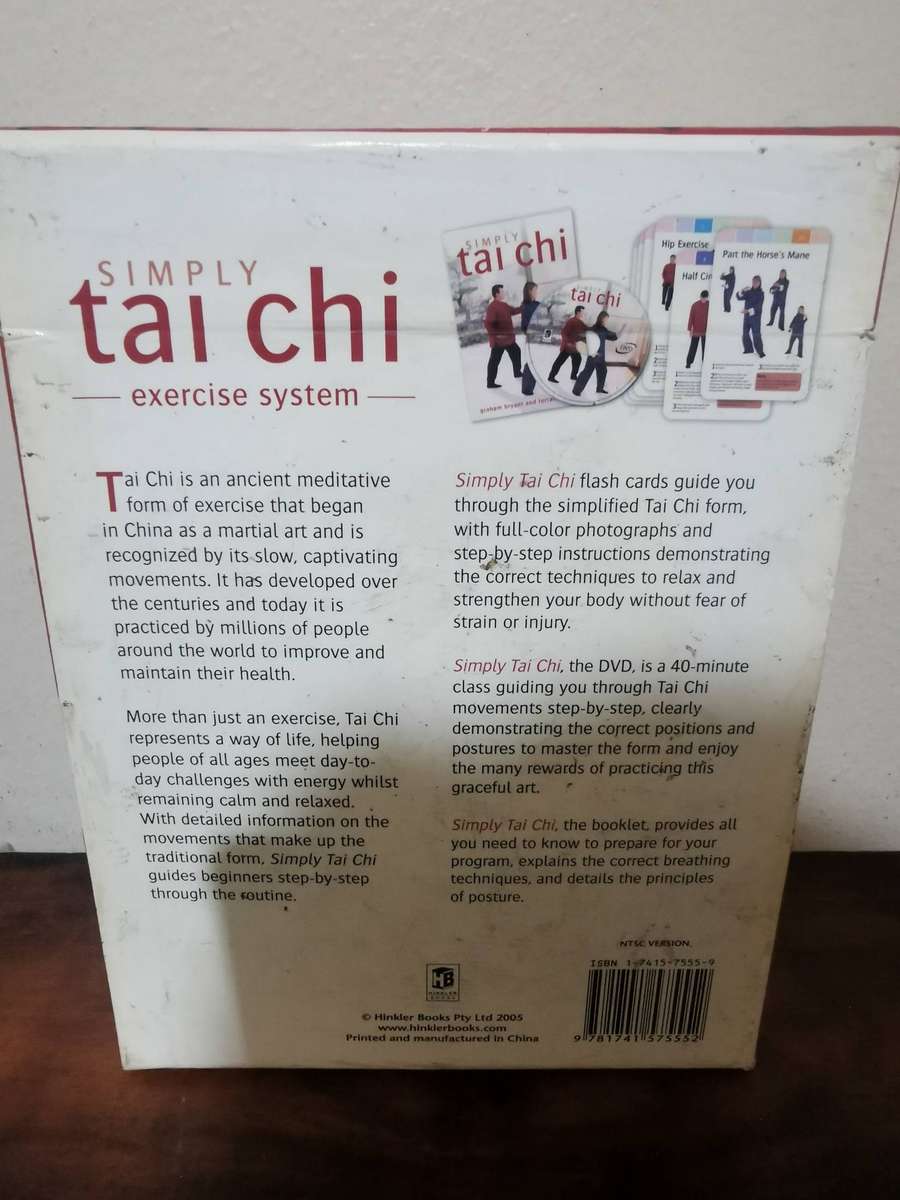 SIMPLY
tai chi
exercise system
SIMPLY
tai chi
graham bryant and
tai chi
Hip Exercise
Half
Part the Horse's Mane
Tai Chi is an ancient meditative
form of exercise that began
in China as a martial art and is
recognized by its slow, captivating
movements. It has developed over
the centuries and today it is
practiced by millions of people
around the world to improve and
maintain their health.
More than just an exercise, Tai Chi
represents a way of life, helping
people of all ages meet day-to-
day challenges with energy whilst
remaining calm and relaxed.
With detailed information on the
movements that make up the
traditional form, Simply Tai Chi
guides beginners step-by-step
through the routine.
Simply Tai Chi flash cards guide you
through the simplified Tai Chi form,
with full-color photographs and
step-by-step instructions demonstrating
the correct techniques to relax and
strengthen your body without fear of
strain or injury.
Simply Tai Chi, the DVD, is a 40-minute
class guiding you through Tai Chi
movements step-by-step, clearly
demonstrating the correct positions and
postures to master the form and enjoy
the many rewards of practicing this
graceful art.
Simply Tai Chi, the booklet, provides all
you need to know to prepare for your
program, explains the correct breathing
techniques, and details the principles
of posture.
HB
HINKLER
BOOKS
© Hinkler Books Pty Ltd 2005
www.hinklerbooks.com
Printed and manufactured in China
NTSC VERSION
ISBN 1-7415-7555-9
9 781741 575552